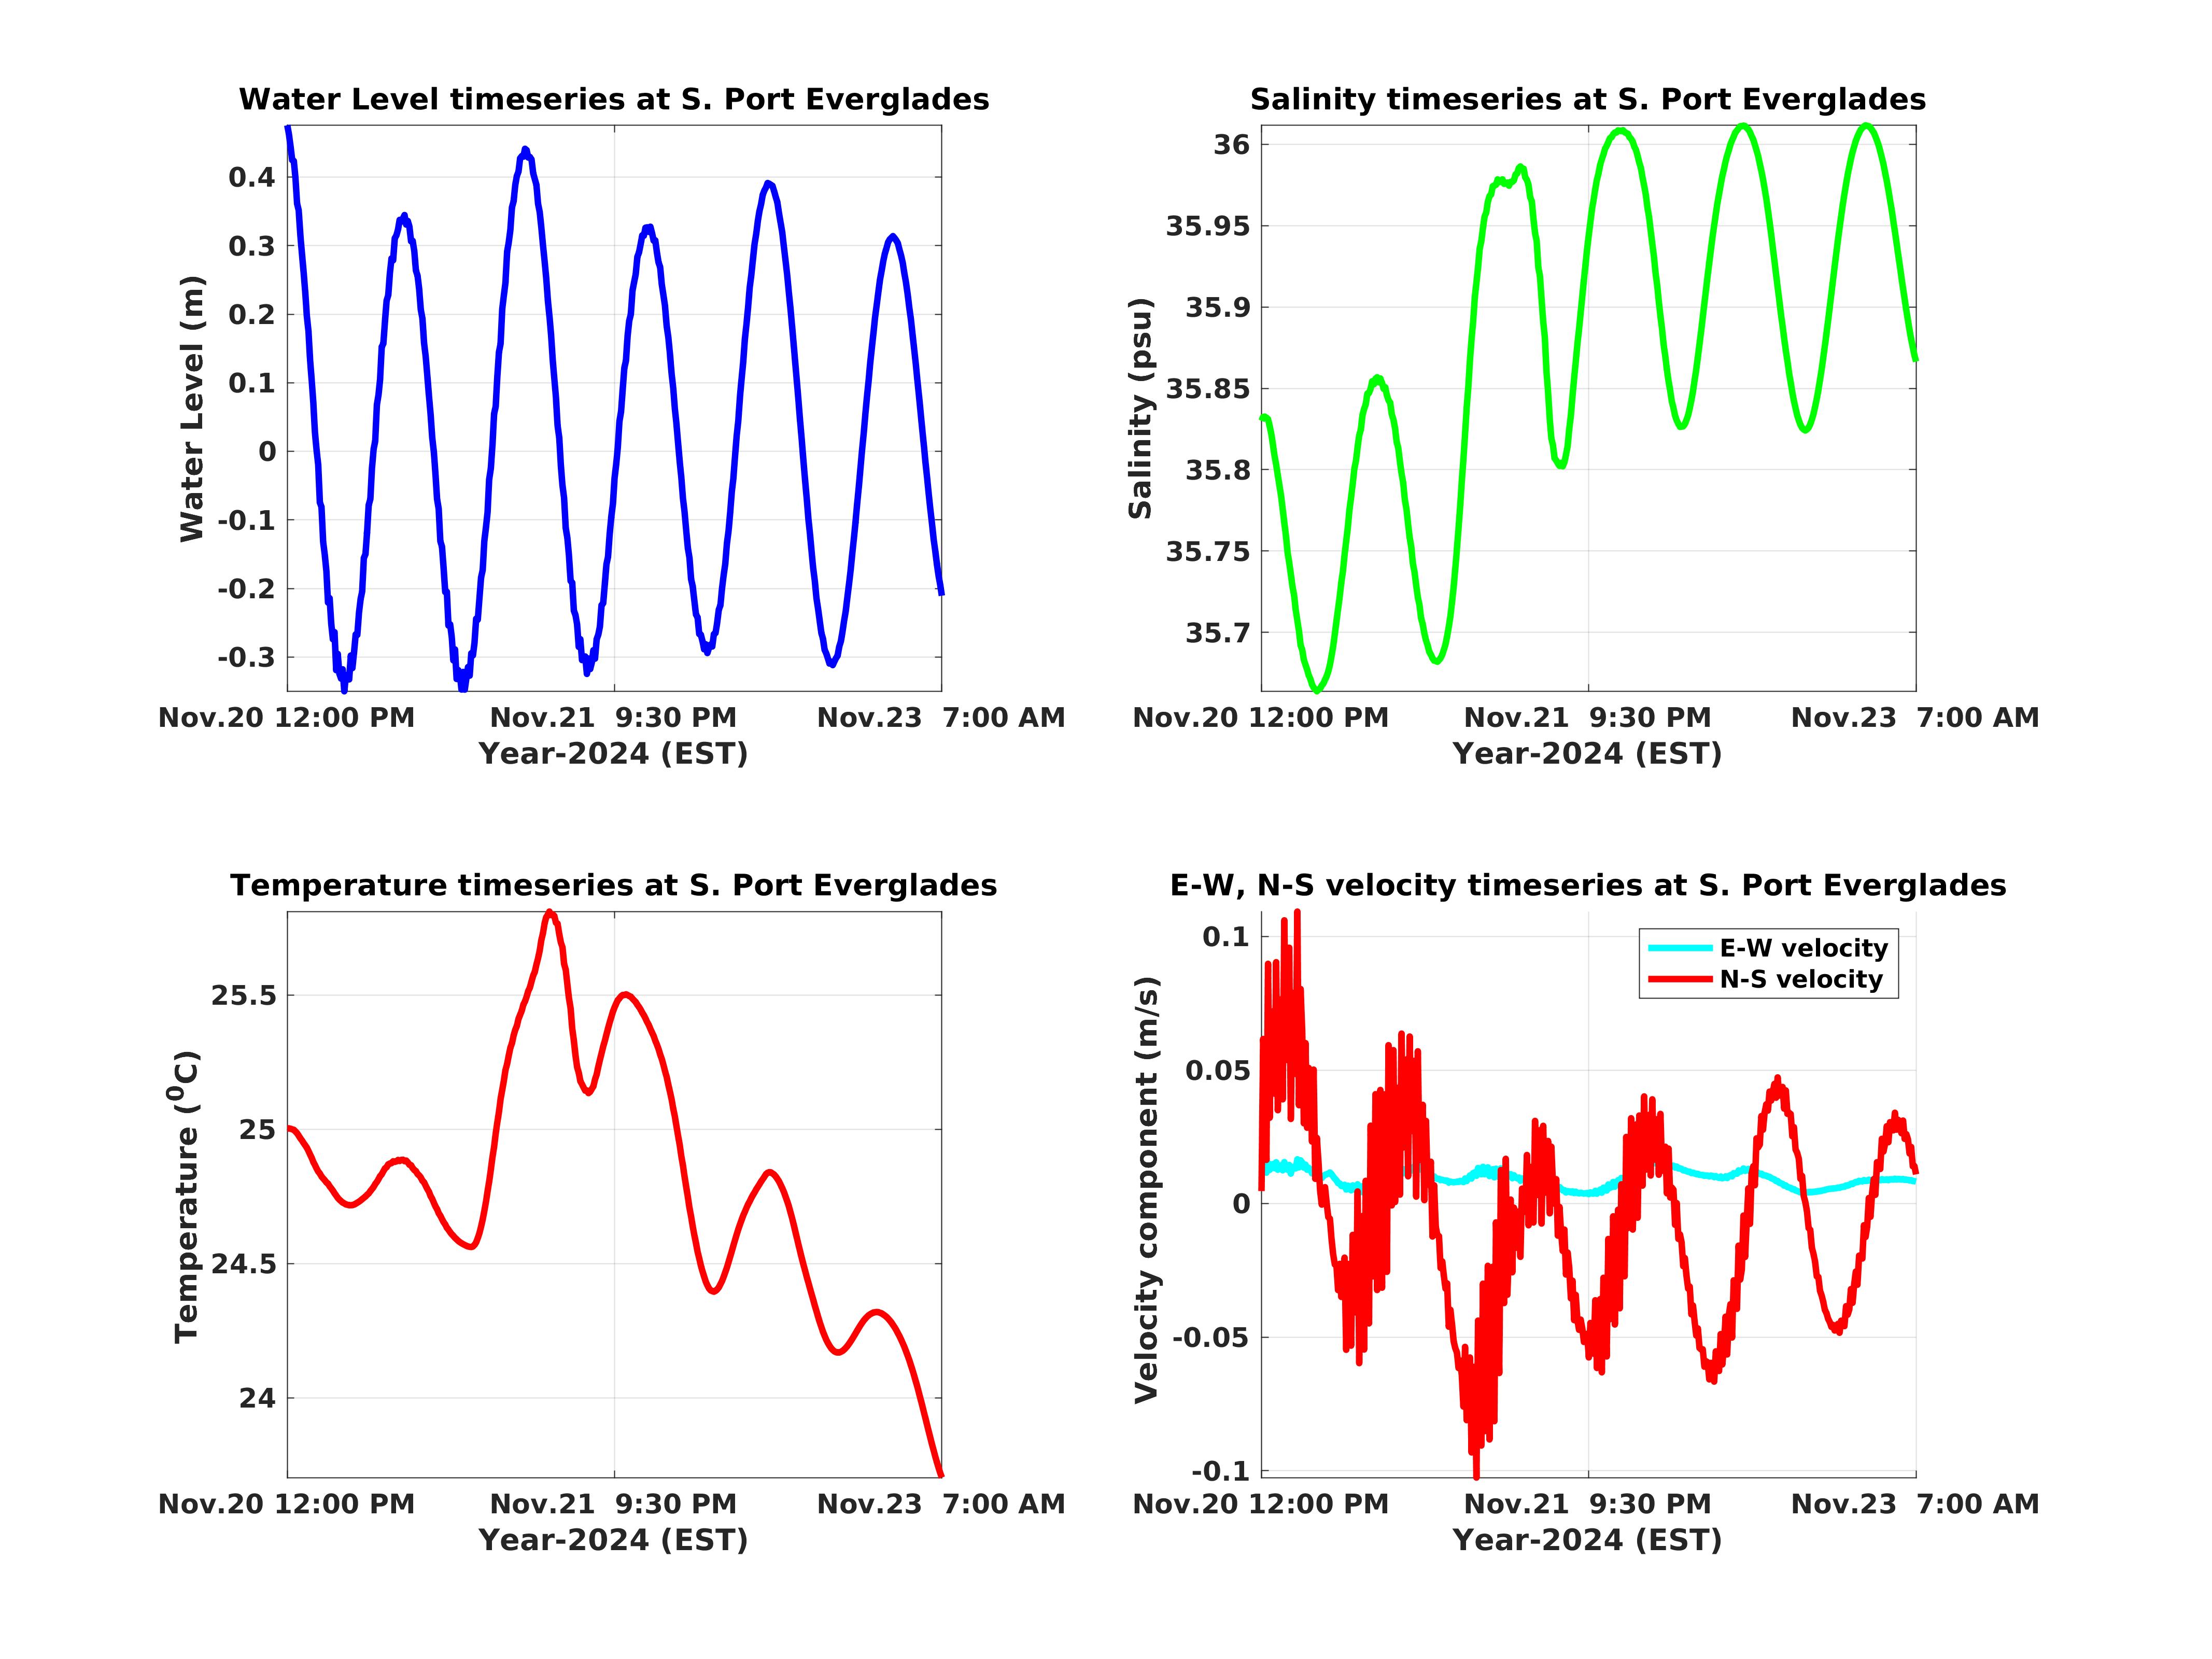 Water Level timeseries at S. Port Everglades
Water Level (m)
0.4
0.3
0.2
0.1
0
-0.1
-0.2
-0.3
Nov.20 12:00 PM
Nov.21 9:30 PM
Nov.23 7:00 AM
Year-2024 (EST)
Salinity timeseries at S. Port Everglades
Salinity (psu)
36
35.95
35.9
35.85
35.8
35.75
35.7
Nov.20 12:00 PM
Nov.21 9:30 PM
Nov.23 7:00 AM
Year-2024 (EST)
Temperature timeseries at S. Port Everglades
Temperature (⁰C)
25.5
25
24.5
24
Nov.20 12:00 PM
Nov.21 9:30 PM
Nov.23 7:00 AM
Year-2024 (EST)
E-W, N-S velocity timeseries at S. Port Everglades
Velocity component (m/s)
0.1
0.05
0
-0.05
-0.1
E-W velocity
N-S velocity
Nov.20 12:00 PM
Nov.21 9:30 PM
Nov.23 7:00 AM
Year-2024 (EST)